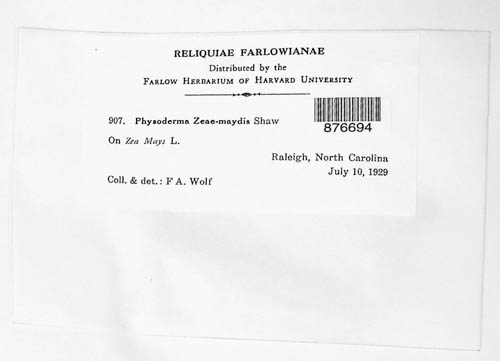 RELIQUIAE FARLOWIANAE
Distributed by the
FARLOW HERBARIUM OF HARVARD UNIVERSITY
907. Physoderma Zeae-maydis Shaw
876694
On Zea Mays L.
Raleigh, North Carolina
July 10, 1929
Coll. & det.: F A. Wolf